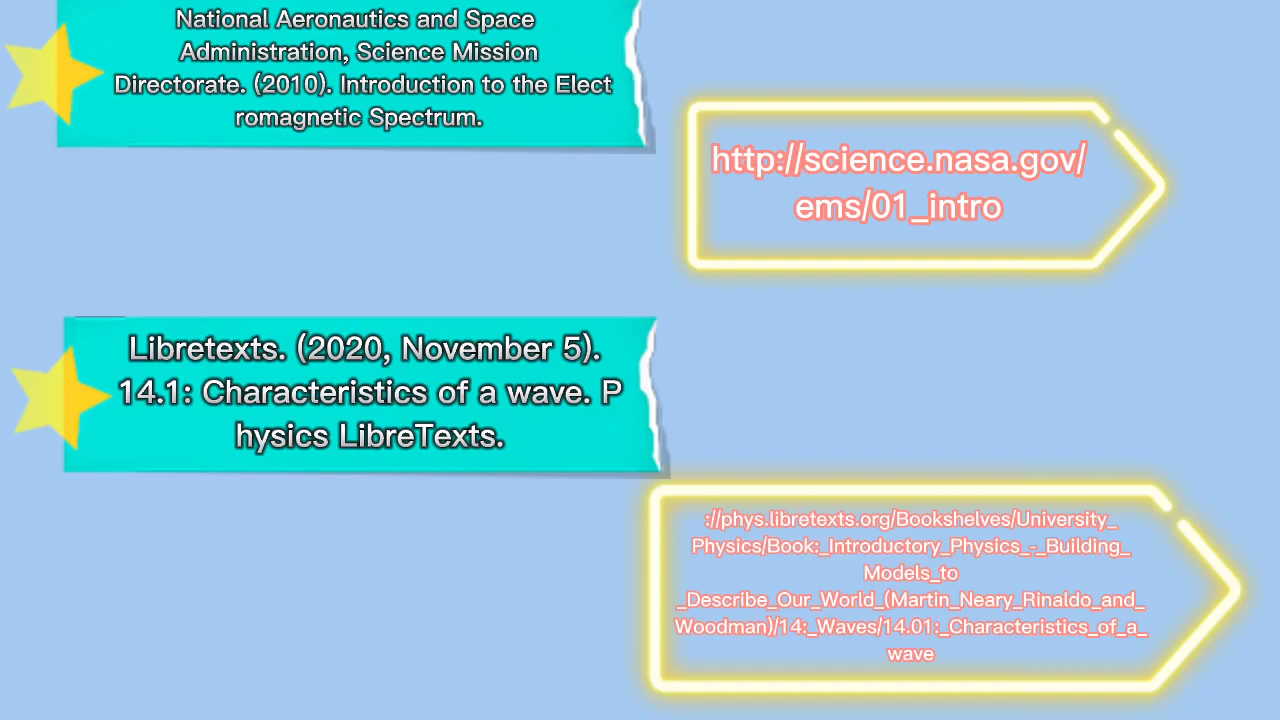 National Aeronautics and Space
Administration, Science Mission
Directorate. (2010). Introduction to the Elect
romagnetic Spectrum.
http://science.nasa.gov/
ems/01_intro
Libretexts. (2020, November 5).
14.1: Characteristics of a wave. P
hysics LibreTexts.
://phys.libretexts.org/Bookshelves/University_
Physics/Book:_Introductory_Physics_-_Building_
Models_to
_Describe_Our_World_(Martin_Neary_Rinaldo_and_
Woodman)/14:_Waves/14.01:_Characteristics_of_a_
wave